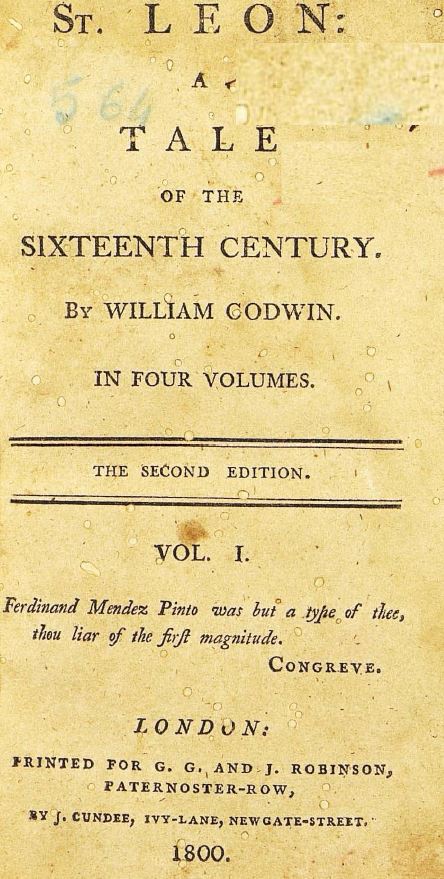 St. LEON:
A
TALE
OF THE
SIXTEENTH CENTURY.
By WILLIAM GODWIN.
IN FOUR VOLUMES.
THE SECOND EDITION.
VOL. I.
Ferdinand Mendez Pinto was but a type of thee,
thou liar of the firſt magnitude.
CONGREVE.
LONDON:
PRINTED FOR G. G. AND J. ROBINSON,
PATERNOSTER-ROW,
BY J. CUNDEE, IVY-LANE, NEWGATE-STREET.
1800.
564